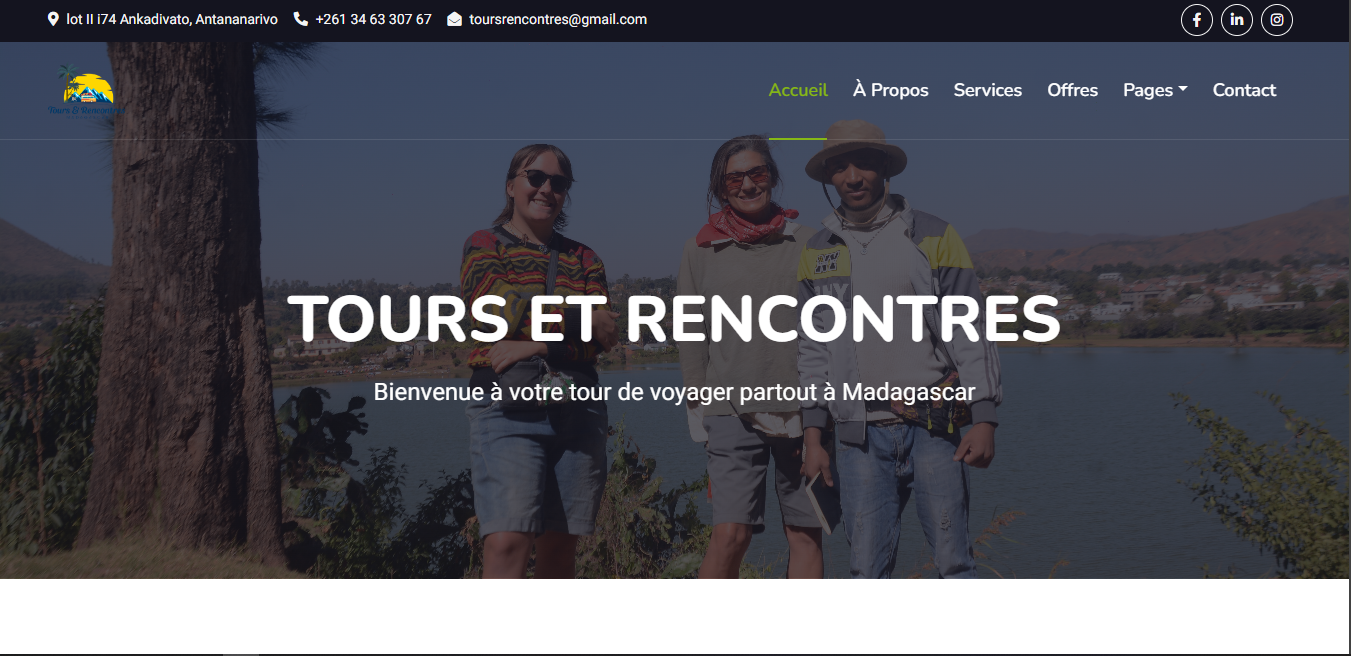 lot II i74 Ankadivato, Antananarivo
+261 34 63 307 67
toursrencontres@gmail.com
Tours & Rencontres
Accueil
À Propos
Services
Offres
Pages
Contact
TOURS ET RENCONTRES
Bienvenue à votre tour de voyager partout à Madagascar